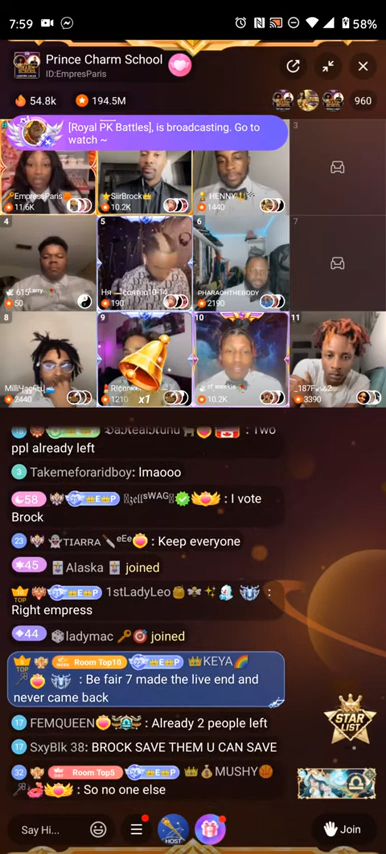 7:59
58%
Prince Charm School
ID:EmpresParis
54.8k
194.5M
960
[Royal PK Battles], is broadcasting. Go to
watch ~
EmpresParis
11.6K
SiirBrock
10.2K
HENNY
1440
3
4
50
5
190
6
PHARAOHTHEBODY
2190
7
8
2440
9
1210
x1
10
10.2K
11
3390
: Two
ppl already left
3 Takemeforaridboy: lmaooo
58 E P : I vote
Brock
23 TIARRA eEe : Keep everyone
45 Alaska joined
TOP E P 1stLadyLeo :
Right empress
44 ladymac joined
TOP Room Top10 E P KEYA
: Be fair 7 made the live end and
never came back
17 FEMQUEEN : Already 2 people left
17 SxyBlk 38: BROCK SAVE THEM U CAN SAVE
32 Room Top5 E P MUSHY
: So no one else
STAR
LIST
Say Hi...
HOST
Join